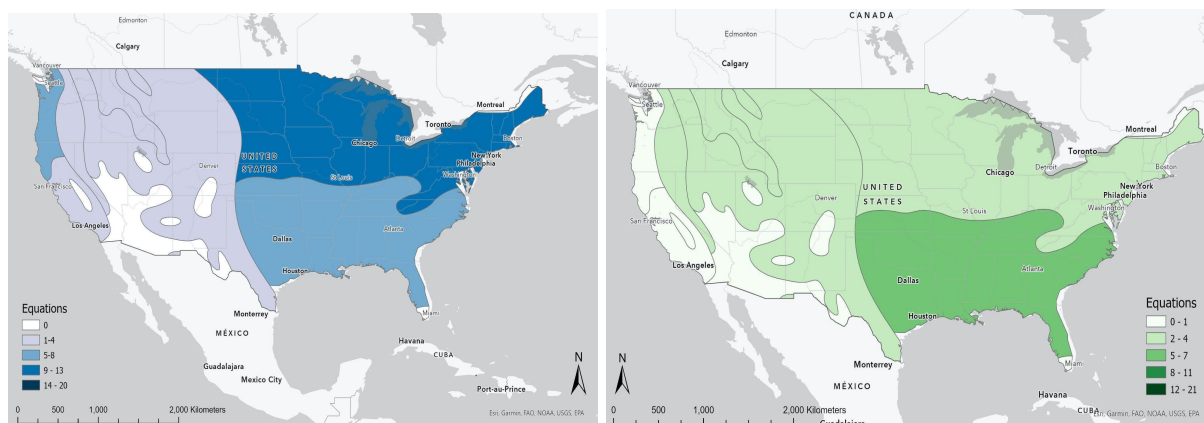 Edmonton
Calgary
Vancouver
Seattle
Montreal
Toronto
Detroit
Boston
Chicago
New York
Philadelphia
UNITED
STATES
Denver
St Louis
Washington
San Francisco
Los Angeles
Atlanta
Dallas
Houston
Monterrey
Miami
MÉXICO
Havana
CUBA
Guadalajara
Mexico City
Port-au-Prince
Equations
0
1-4
5-8
9 - 13
14 - 20
N
0 500 1,000 2,000 Kilometers
Esri, Garmin, FAO, NOAA, USGS, EPA
CANADA
Edmonton
Calgary
Vancouver
Seattle
Montreal
Toronto
Detroit
Boston
Chicago
New York
Philadelphia
UNITED
STATES
Denver
St Louis
Washington
San Francisco
Los Angeles
Atlanta
Dallas
Houston
Monterrey
Miami
MÉXICO
Havana
CUBA
Guadalajara
Equations
0 - 1
2 - 4
5 - 7
8 - 11
12 - 21
N
0 500 1,000 2,000 Kilometers
Esri, Garmin, FAO, NOAA, USGS, EPA